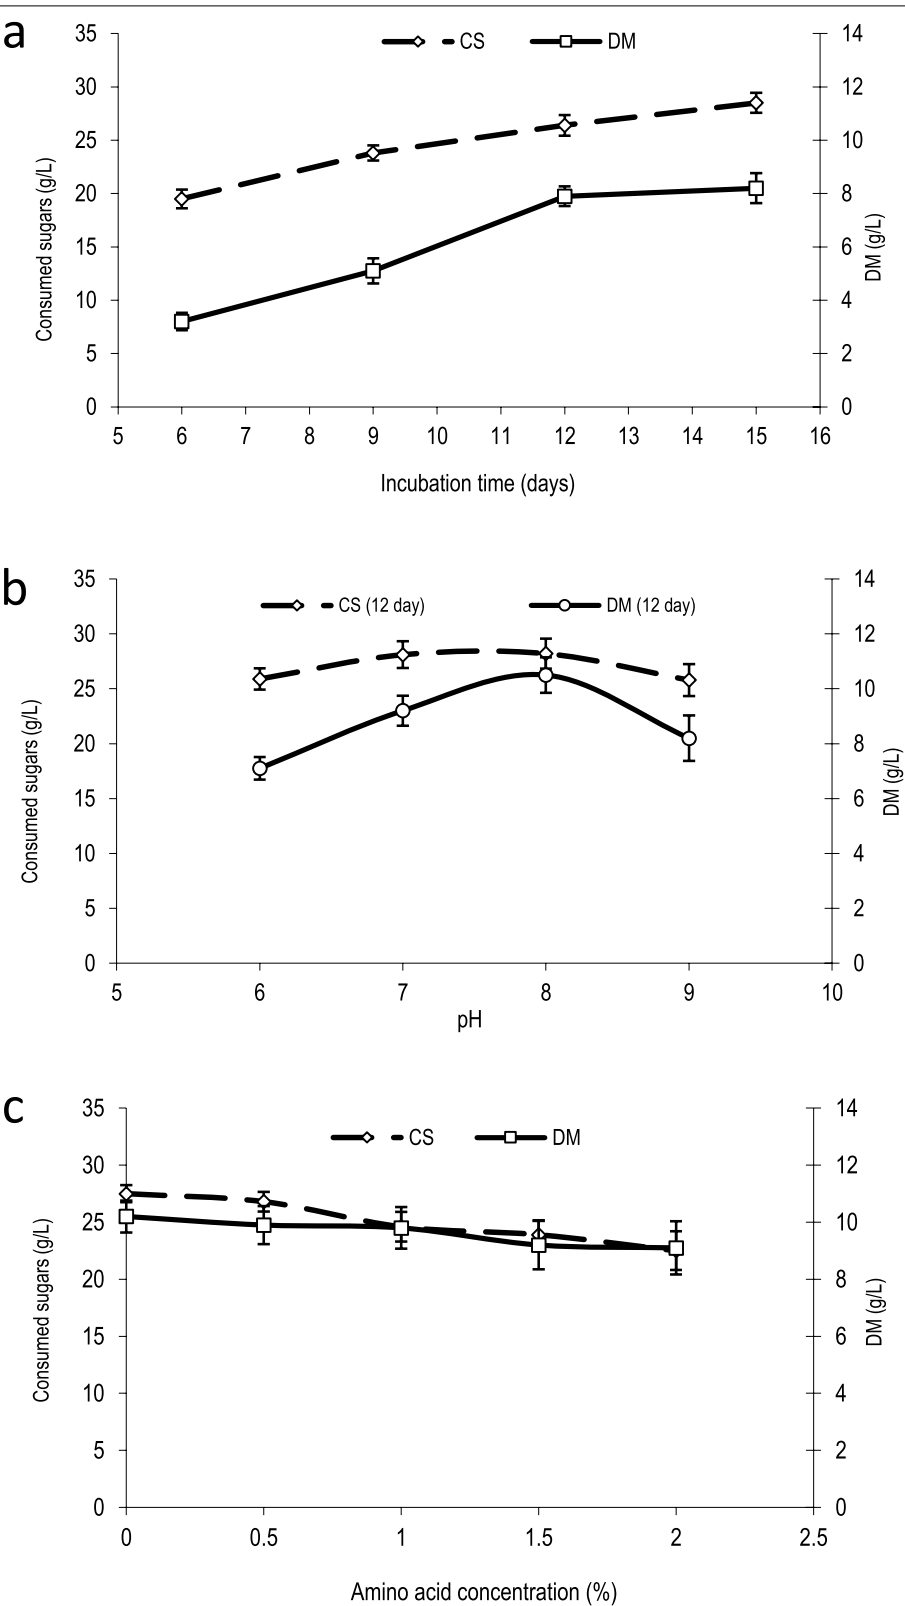 a
CS DM
35 14
30 12
25 10
20 8
15 6
10 4
5 2
0 0
5 6 7 8 9 10 11 12 13 14 15 16
Consumed sugars (g/L)
DM (g/L)
Incubation time (days)
b
CS (12 day) DM (12 day)
35 14
30 12
25 10
20 8
15 6
10 4
5 2
0 0
5 6 7 8 9 10
Consumed sugars (g/L)
DM (g/L)
pH
c
CS DM
35 14
30 12
25 10
20 8
15 6
10 4
5 2
0 0
0 0.5 1 1.5 2 2.5
Consumed sugars (g/L)
DM (g/L)
Amino acid concentration (%)